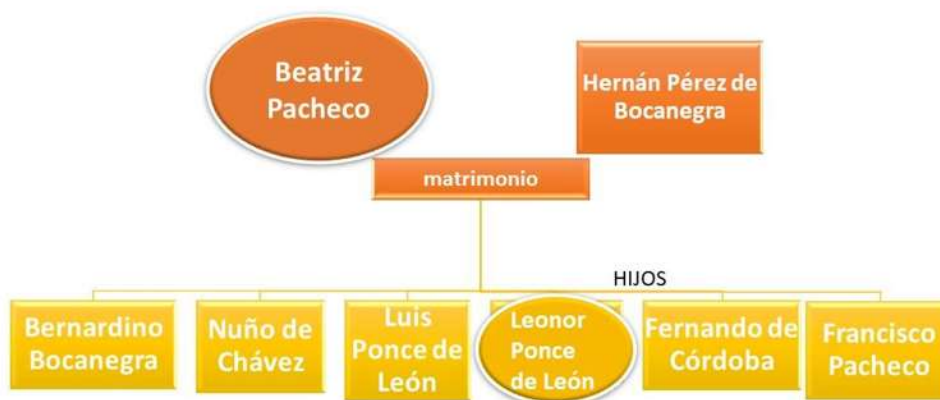 Beatriz
Pacheco
Hernán Pérez de
Bocanegra
matrimonio
HIJOS
Bernardino
Bocanegra
Nuño de
Chávez
Luis
Ponce de
León
Leonor
Ponce
de León
Fernando de
Córdoba
Francisco
Pacheco